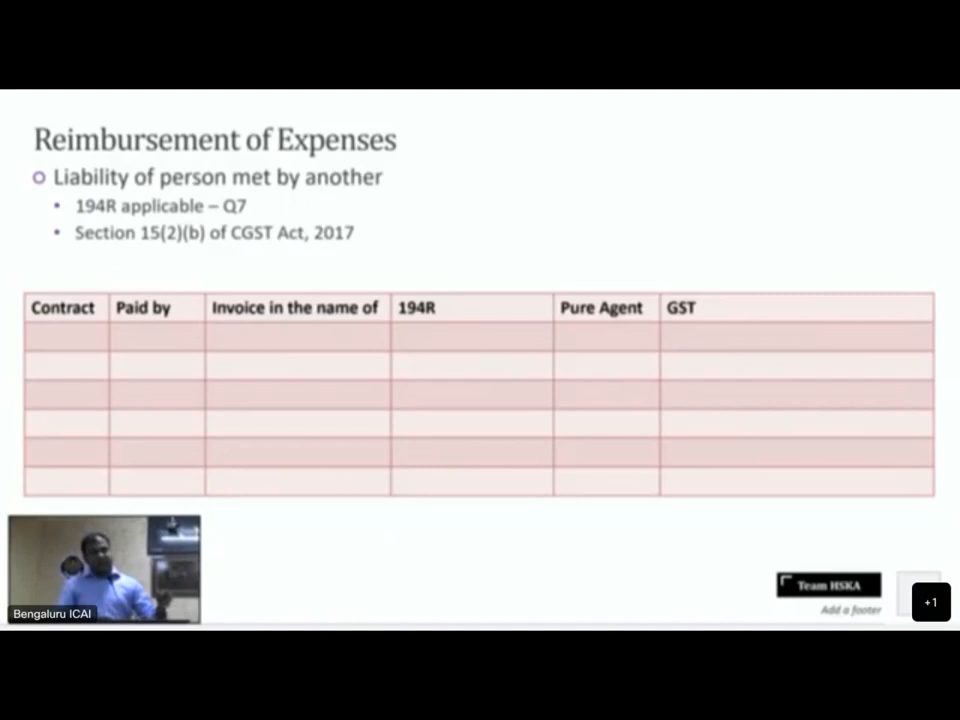 Reimbursement of Expenses
Liability of person met by another
194R applicable – Q7
Section 15(2)(b) of CGST Act, 2017
Contract Paid by Invoice in the name of 194R Pure Agent GST
Bengaluru ICAI
Team HSKA
Add a footer
+1